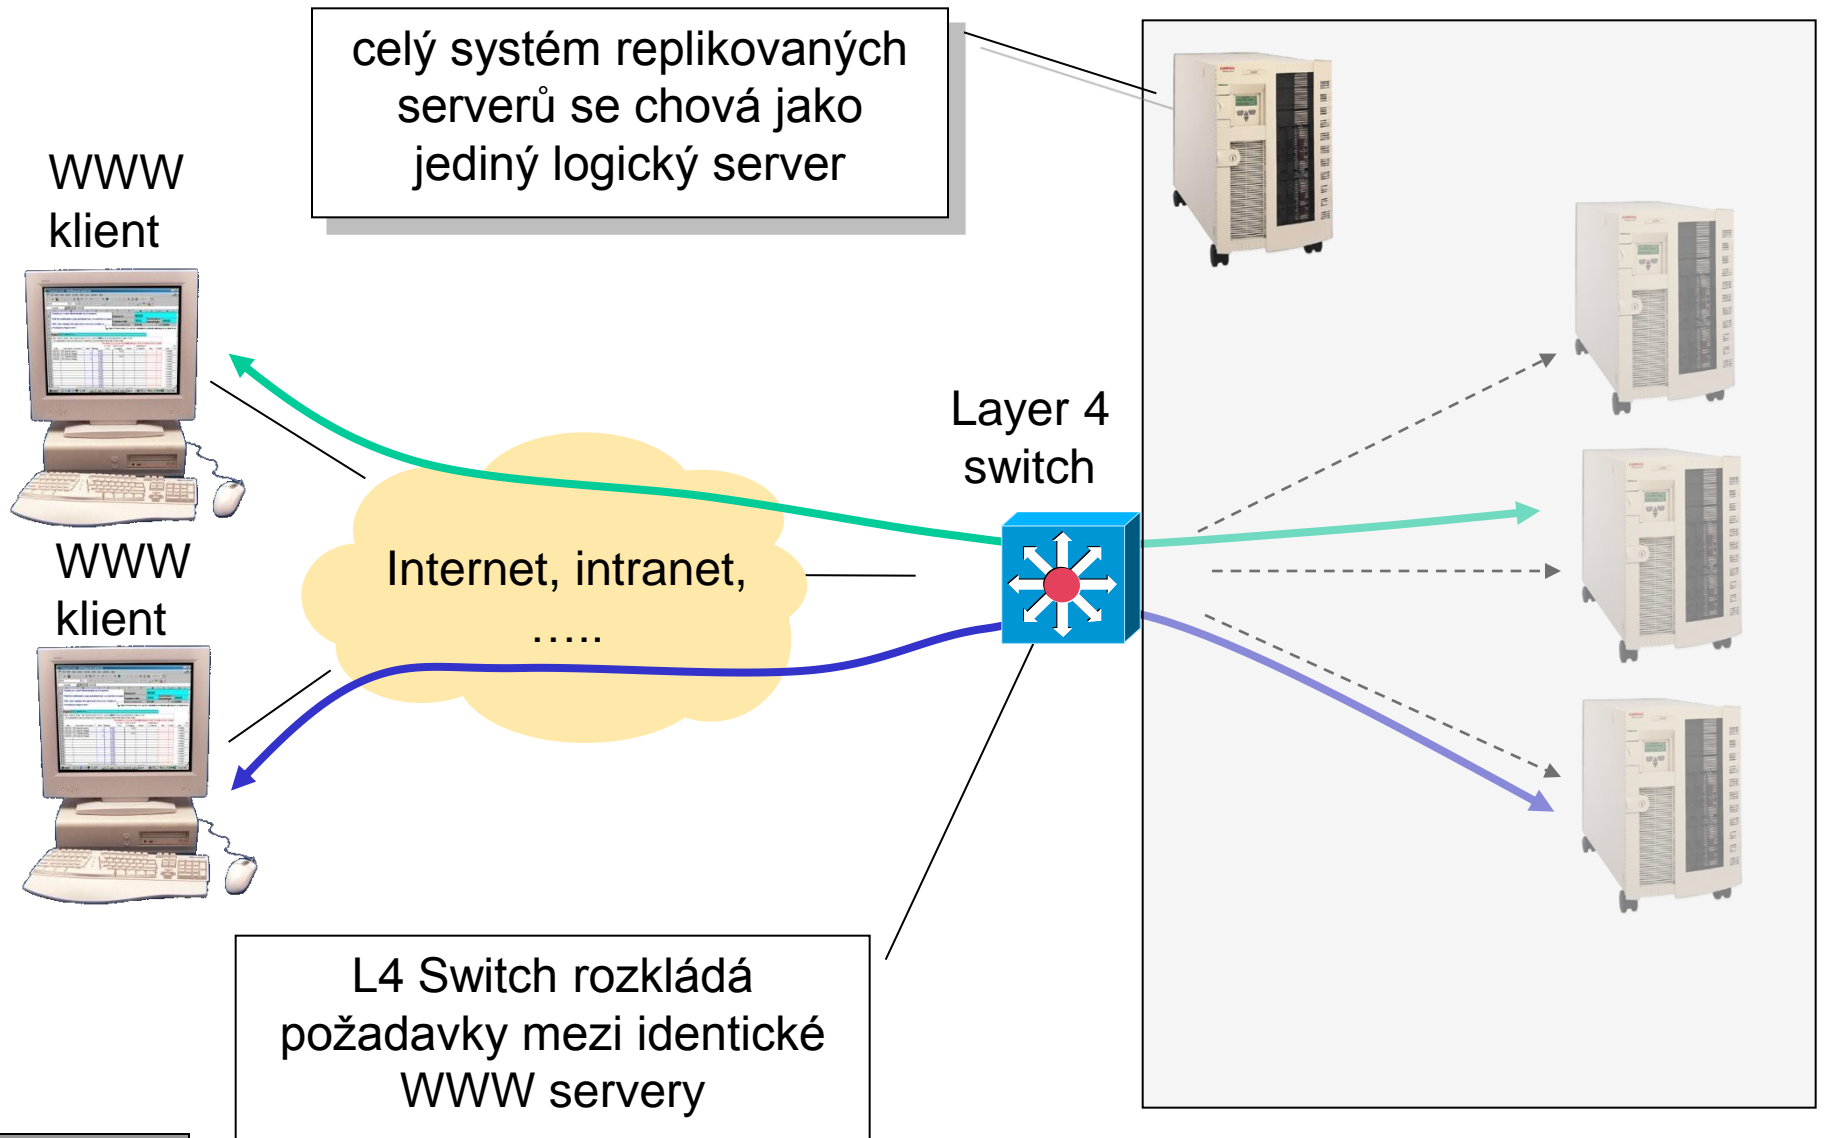 celý systém replikovaných
serverů se chová jako
jediný logický server
WWW
klient
Layer 4
switch
Internet, intranet,
…..
WWW
klient
L4 Switch rozkládá
požadavky mezi identické
WWW servery